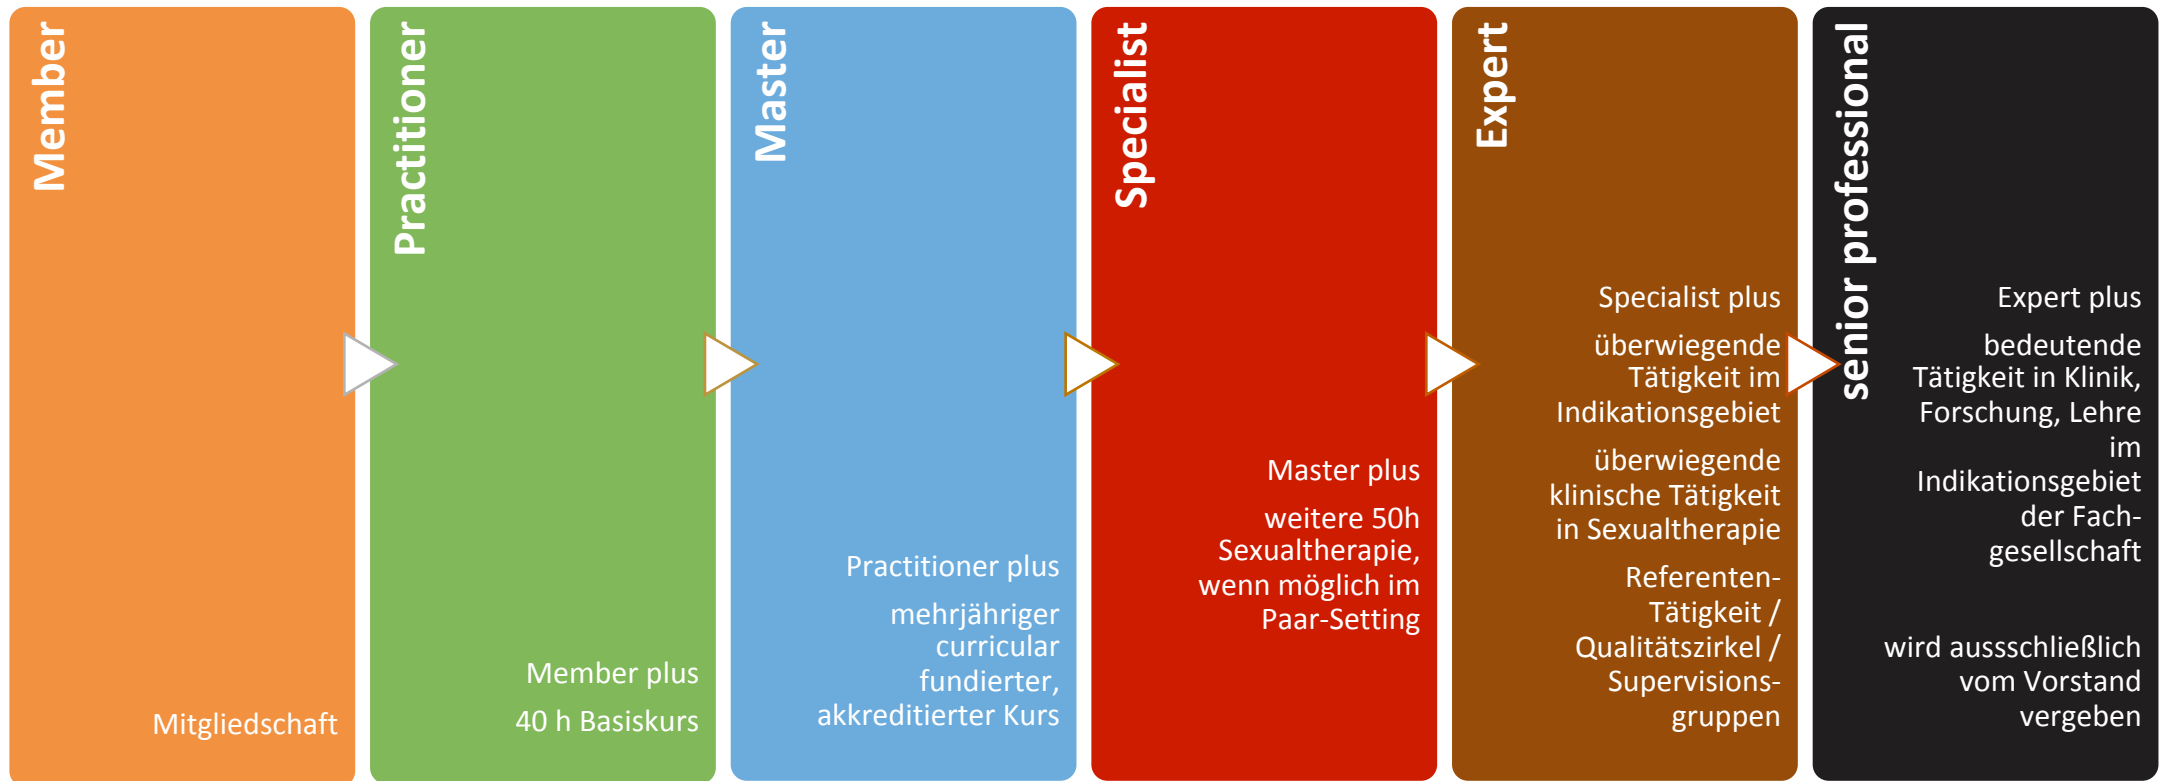 Member
Mitgliedschaft
Practitioner
Member plus
40 h Basiskurs
Master
Practitioner plus
mehrjähriger
curricular
fundierter,
akkreditierter Kurs
Specialist
Master plus
weitere 50h
Sexualtherapie,
wenn möglich im
Paar-Setting
Expert
Specialist plus
überwiegende
Tätigkeit im
Indikationsgebiet
überwiegende
klinische Tätigkeit
in Sexualtherapie
Referenten-
Tätigkeit /
Qualitätszirkel /
Supervisions-
gruppen
senior professional
Expert plus
bedeutende
Tätigkeit in Klinik,
Forschung, Lehre
im
Indikationsgebiet
der Fach-
gesellschaft
wird aussschließlich
vom Vorstand
vergeben